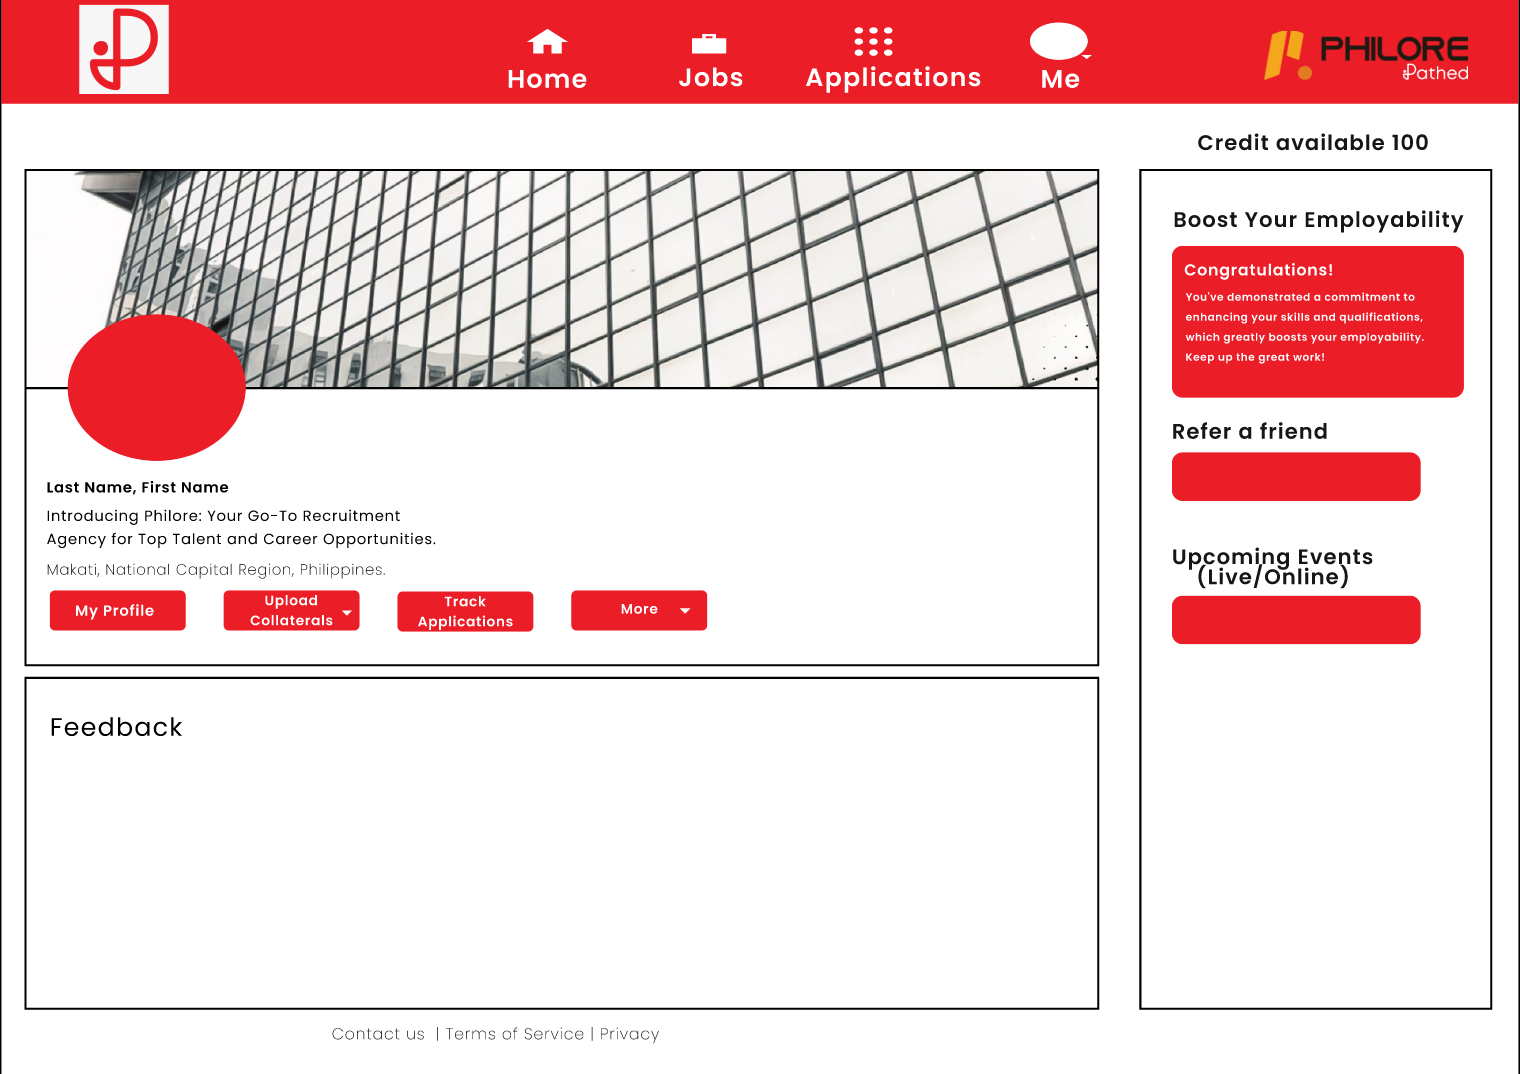 Home
Jobs
Applications
Me
PHILORE
Pathed
Credit available 100
Last Name, First Name
Introducing Philore: Your Go-To Recruitment
Agency for Top Talent and Career Opportunities.
Makati, National Capital Region, Philippines.
My Profile
Upload
Collaterals
Track
Applications
More
Feedback
Boost Your Employability
Congratulations!
You've demonstrated a commitment to
enhancing your skills and qualifications,
which greatly boosts your employability.
Keep up the great work!
Refer a friend
Upcoming Events
(Live/Online)
Contact us | Terms of Service | Privacy